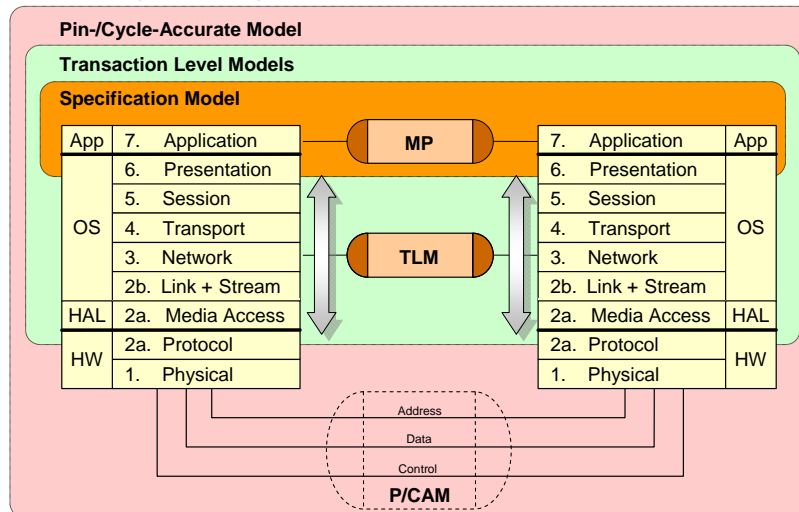 Pin-/Cycle-Accurate Model
Transaction Level Models
Specification Model
App 7. Application MP 7. Application App
6. Presentation 6. Presentation
5. Session 5. Session
OS 4. Transport 4. Transport OS
3. Network TLM 3. Network
2b. Link + Stream 2b. Link + Stream
HAL 2a. Media Access 2a. Media Access HAL
HW 2a. Protocol 2a. Protocol HW
1. Physical 1. Physical
Address
Data
Control
P/CAM